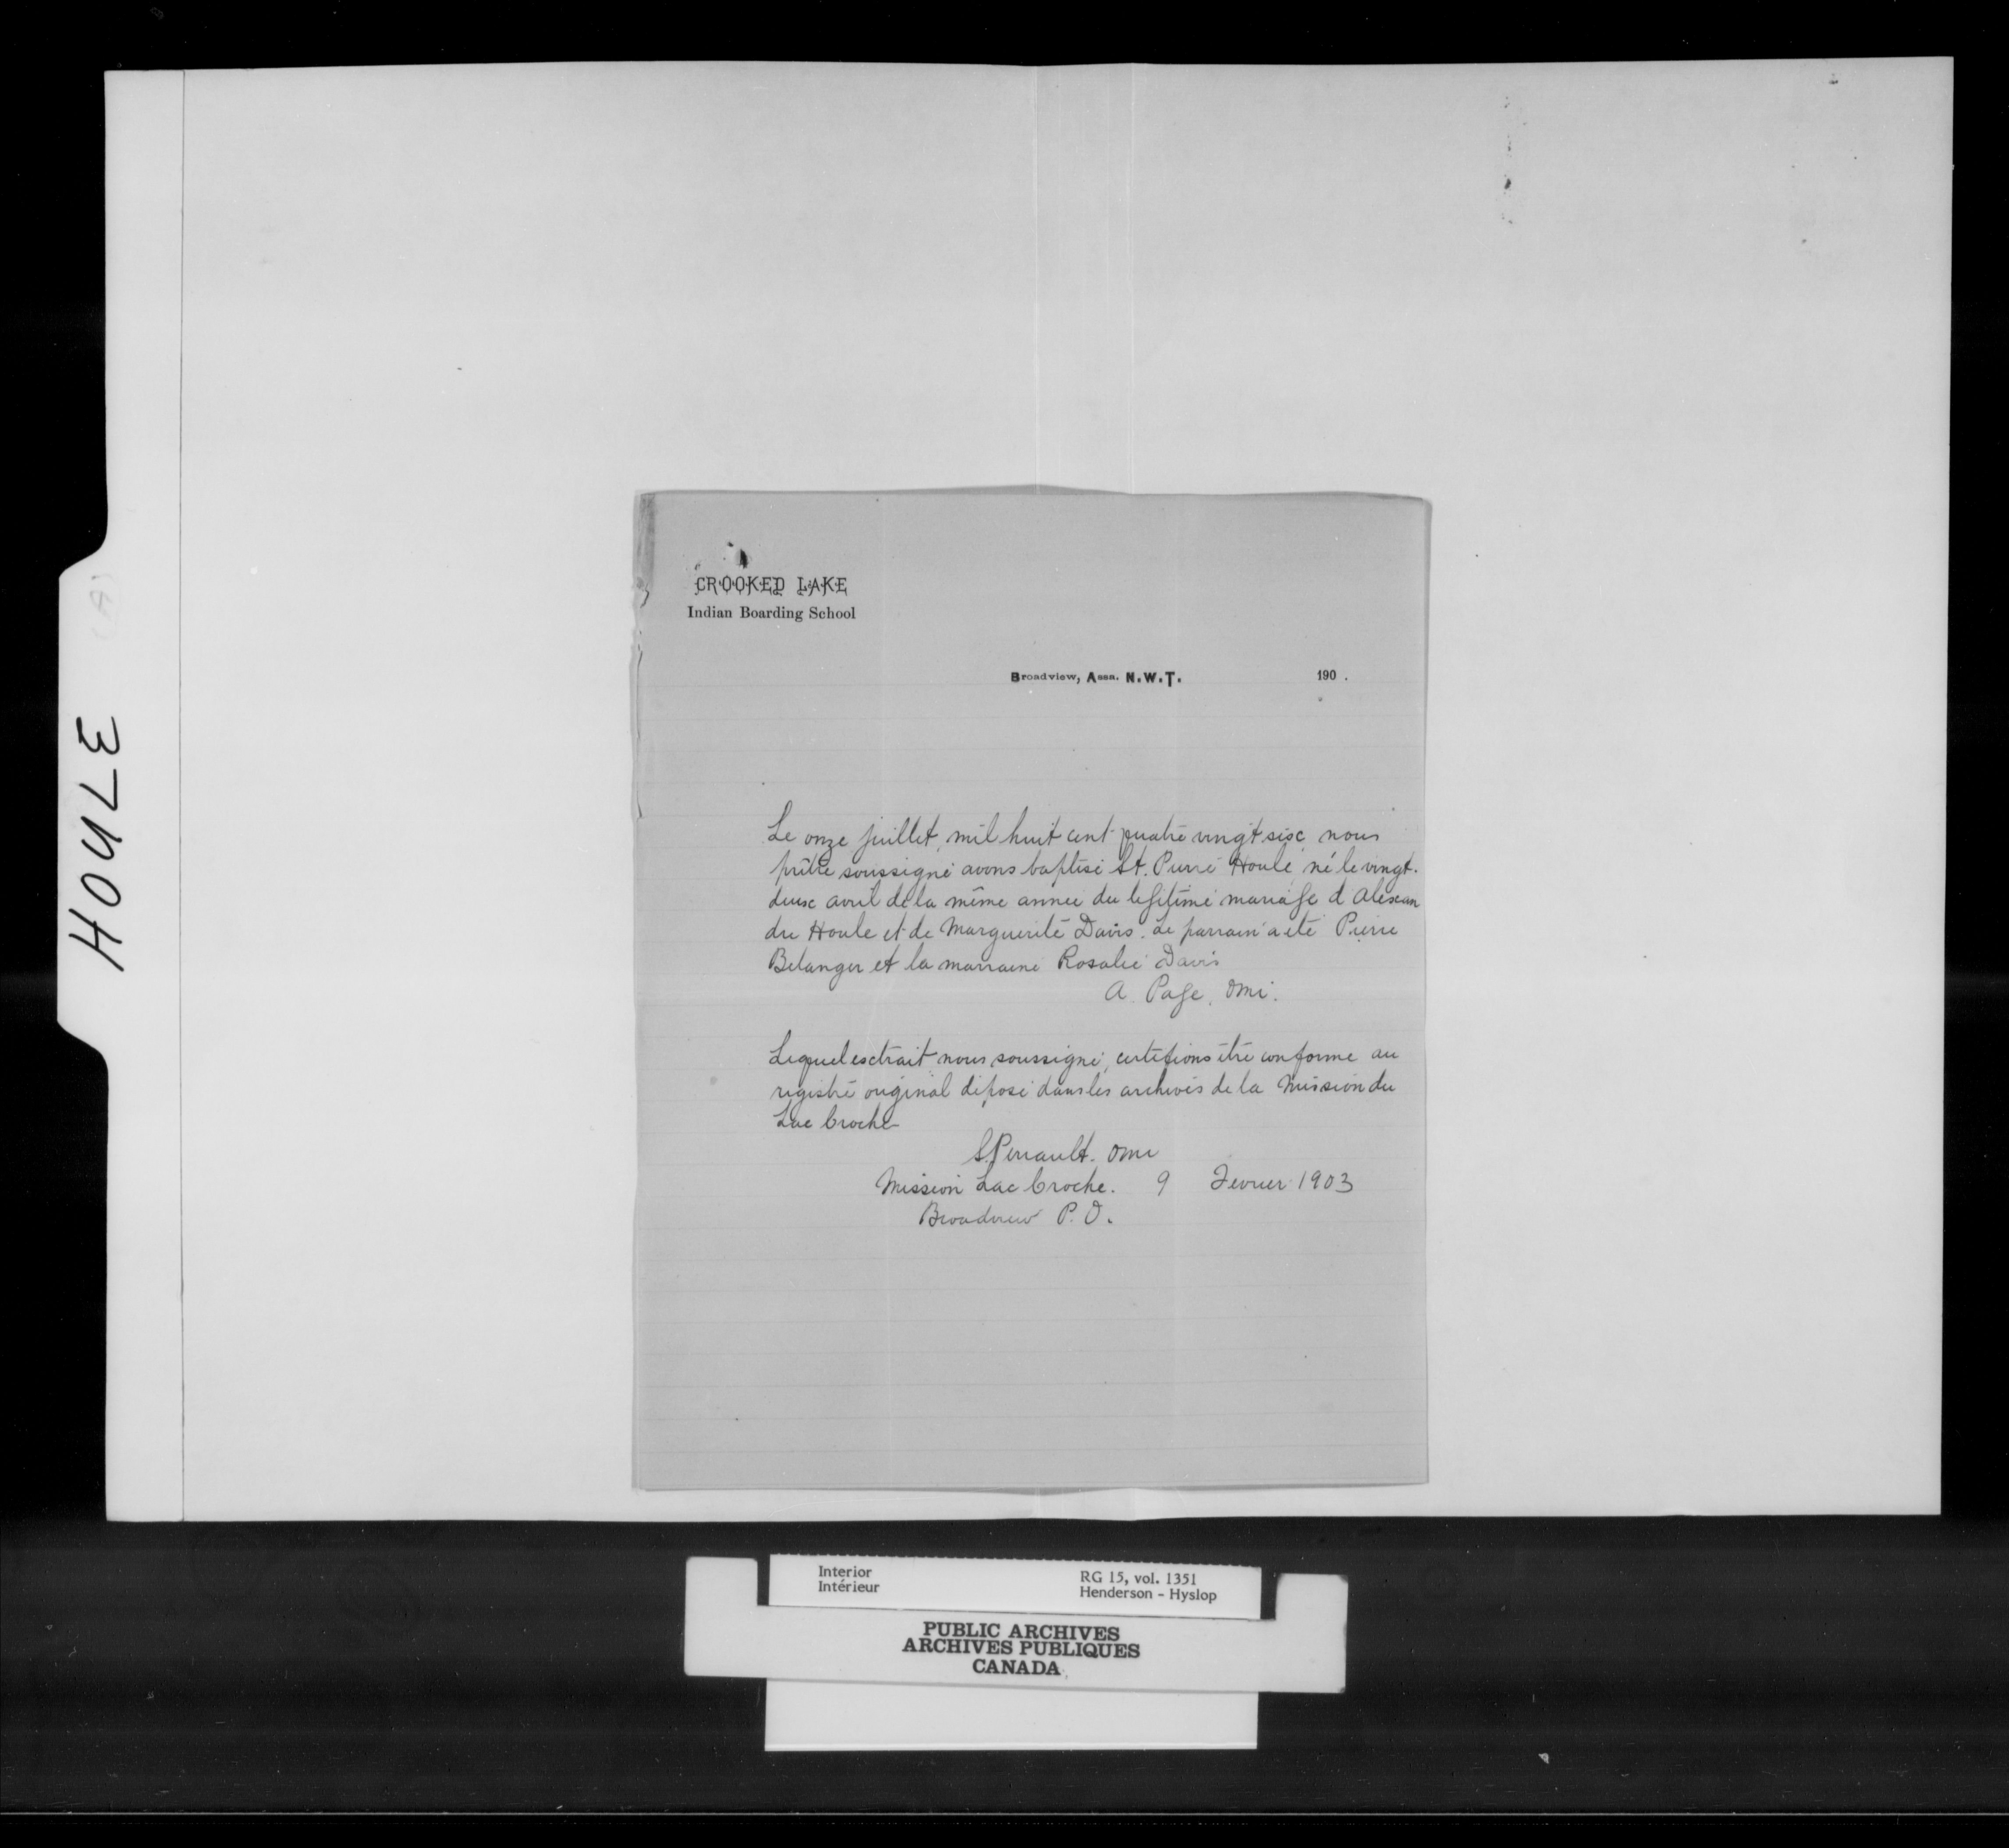 HOULE
CROOKED LAKE
Indian Boarding School
Broadview, Assa. N.W.T. 190 .
Le onze juillet, mil huit cent quatre vingt six, nous
prêtre soussigné avons baptisé St. Pierre Houle né le vingt.
deux avril de la même année du legitime mariage d'Alexan
dre Houle et de Marguerite Davis. Le parrain a été Pierre
Belanger et la marraine Rosalie Davis
A. Page, omi.
Lequel extrait nous soussigné, certifions être conforme au
registre original déposé dans les archives de la Mission du
Lac Croche
S. Perrault. omi
Mission Lac Croche. 9 Fevrier 1903
Broadview P.O.
Interior RG 15, vol. 1351
Intérieur Henderson - Hyslop
PUBLIC ARCHIVES
ARCHIVES PUBLIQUES
CANADA